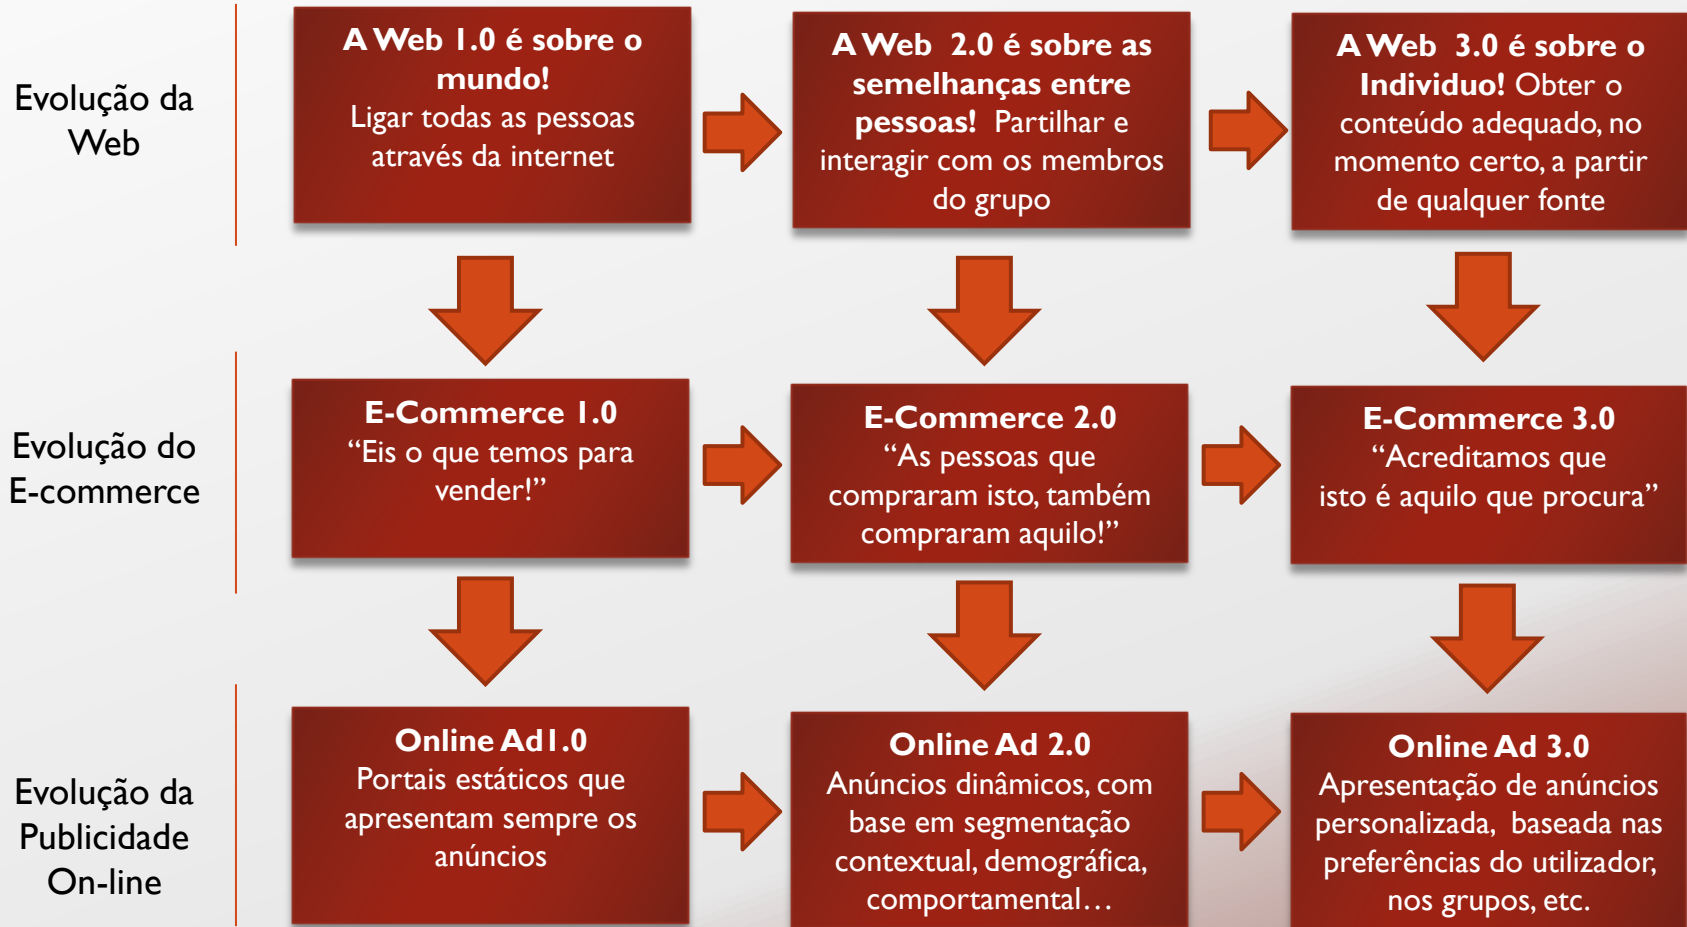 Evolução da
Web
A Web 1.0 é sobre o
mundo!
Ligar todas as pessoas
através da internet
A Web 2.0 é sobre as
semelhanças entre
pessoas! Partilhar e
interagir com os membros
do grupo
A Web 3.0 é sobre o
Individuo! Obter o
conteúdo adequado, no
momento certo, a partir
de qualquer fonte
Evolução do
E-commerce
E-Commerce 1.0
“Eis o que temos para
vender!”
E-Commerce 2.0
“As pessoas que
compraram isto, também
compraram aquilo!”
E-Commerce 3.0
“Acreditamos que
isto é aquilo que procura”
Evolução da
Publicidade
On-line
Online Ad1.0
Portais estáticos que
apresentam sempre os
anúncios
Online Ad 2.0
Anúncios dinâmicos, com
base em segmentação
contextual, demográfica,
comportamental…
Online Ad 3.0
Apresentação de anúncios
personalizada, baseada nas
preferências do utilizador,
nos grupos, etc.